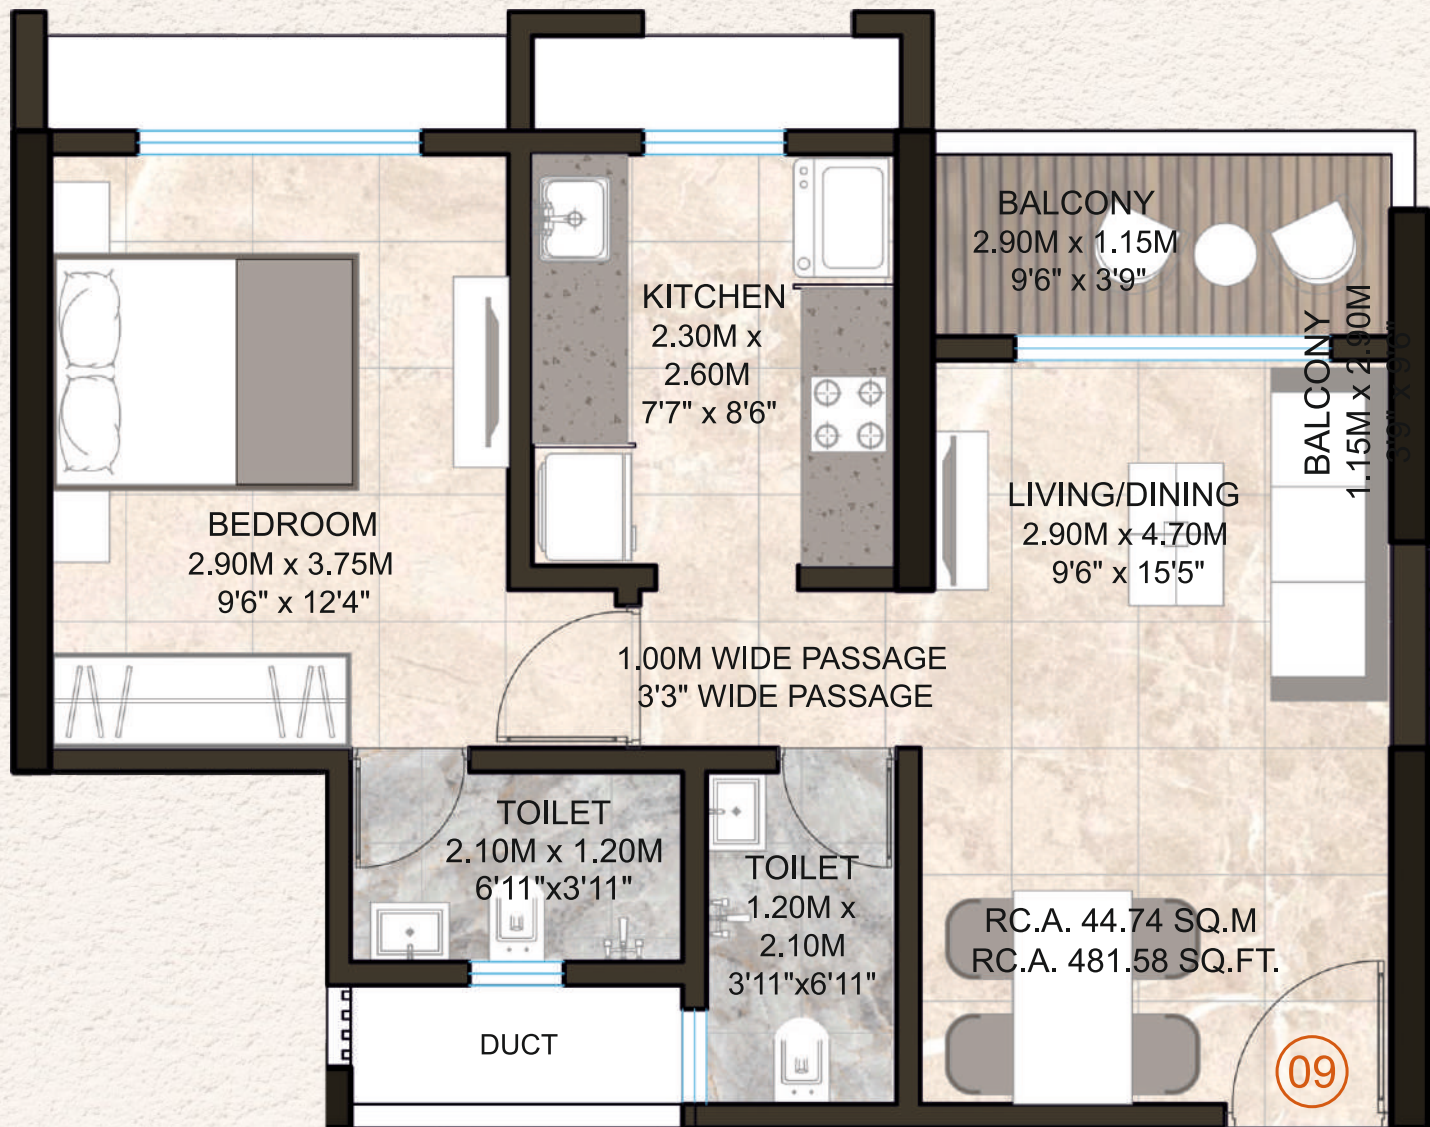 BALCONY
2.90M x 1.15M
9'6" x 3'9"
KITCHEN
2.30M x
2.60M
7'7" x 8'6"
BALCONY
1.15M x 2.90M
3'9" x 9'6"
LIVING/DINING
2.90M x 4.70M
9'6" x 15'5"
BEDROOM
2.90M x 3.75M
9'6" x 12'4"
1.00M WIDE PASSAGE
3'3" WIDE PASSAGE
TOILET
2.10M x 1.20M
6'11"x3'11"
TOILET
1.20M x
2.10M
3'11"x6'11"
RC.A. 44.74 SQ.M
RC.A. 481.58 SQ.FT.
DUCT
09